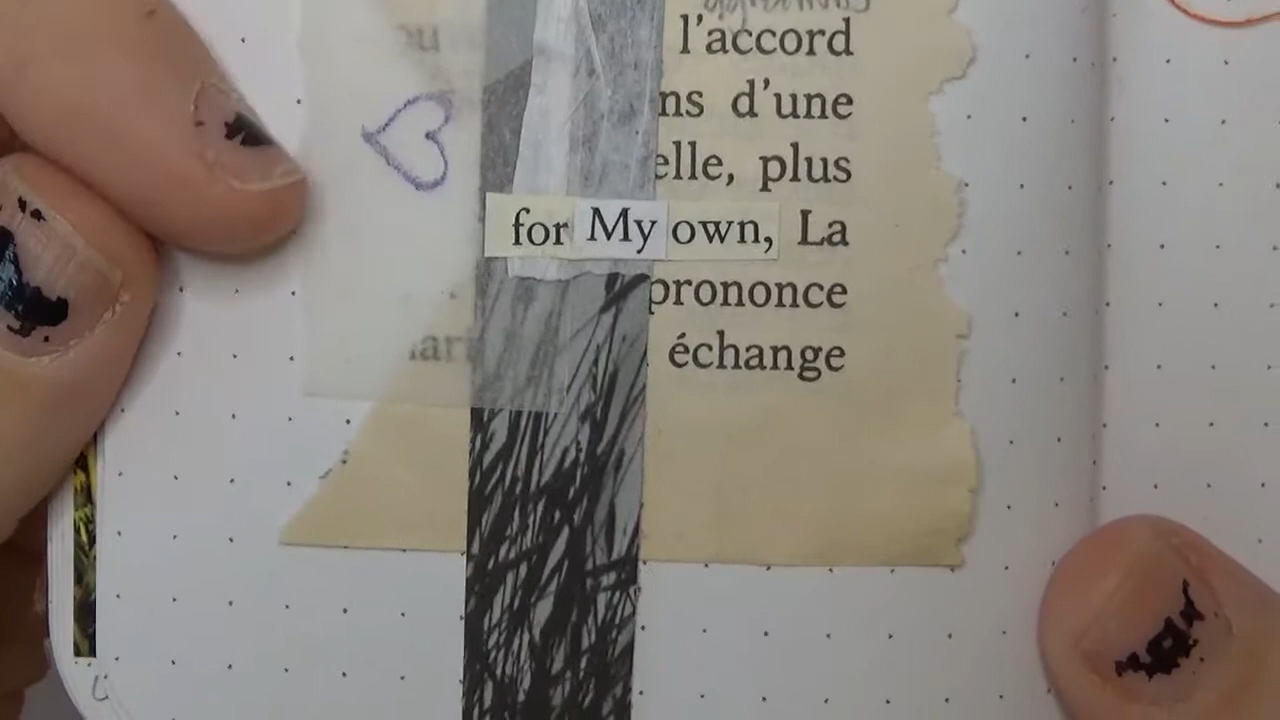 l'accord
ns d'une
elle, plus
for My own, La
prononce
échange